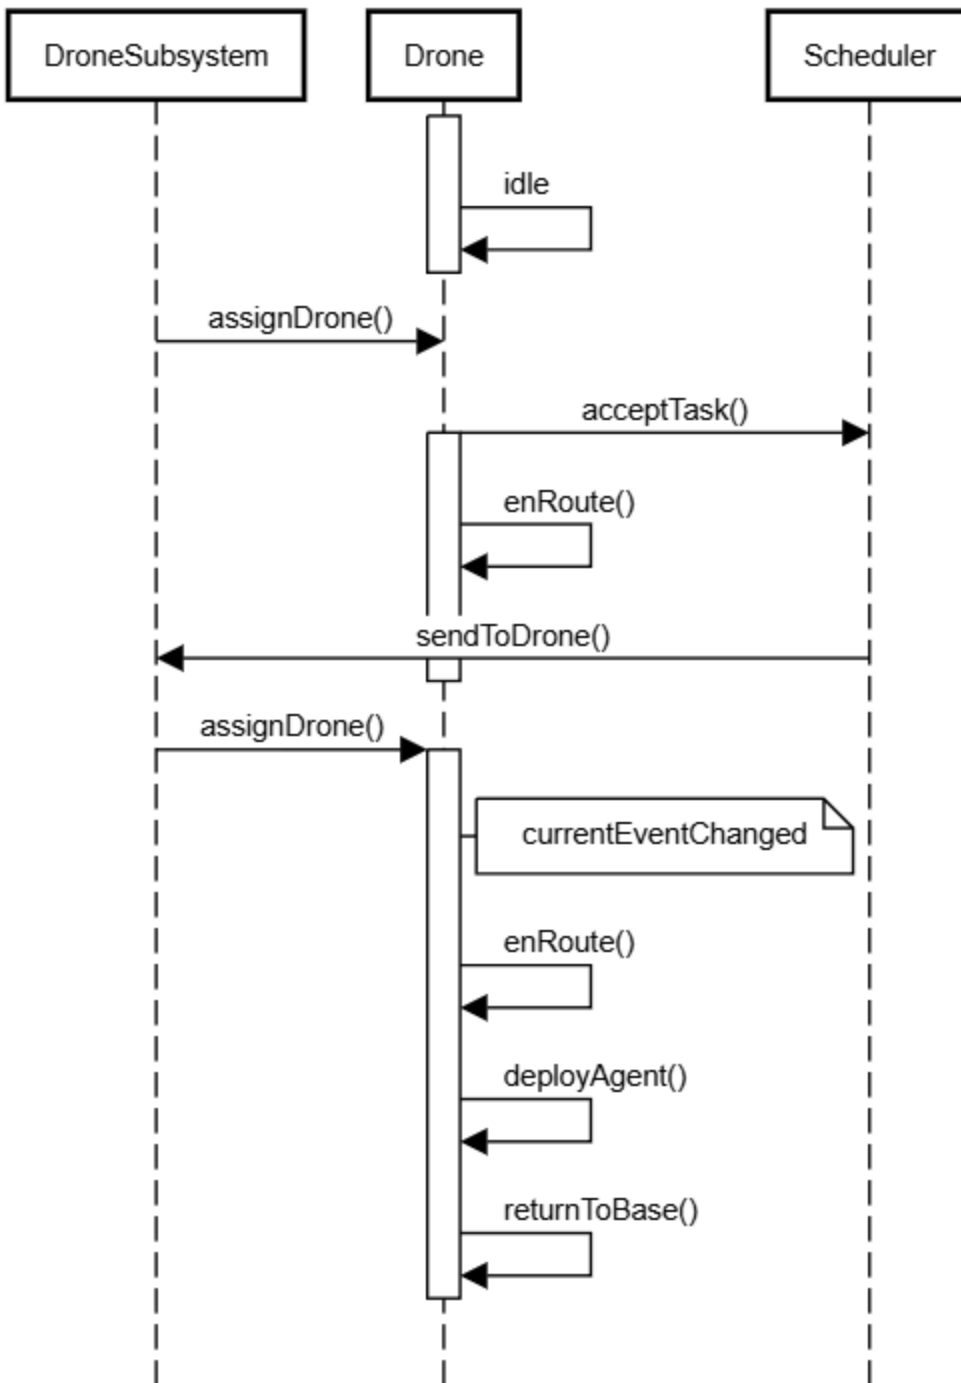 DroneSubsystem
Drone
Scheduler
idle
assignDrone()
acceptTask()
enRoute()
sendToDrone()
assignDrone()
currentEventChanged
enRoute()
deployAgent()
returnToBase()